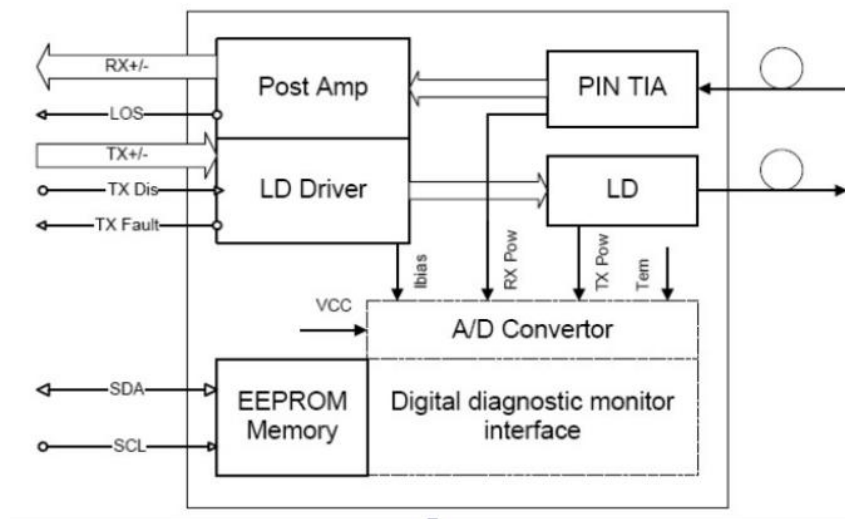 RX+/-
Post Amp
PIN TIA
LOS
TX+/-
TX Dis
LD Driver
LD
TX Fault
Ibias
RX Pow
TX Pow
Tem
VCC
A/D Convertor
SDA
EEPROM
Memory
Digital diagnostic monitor
interface
SCL